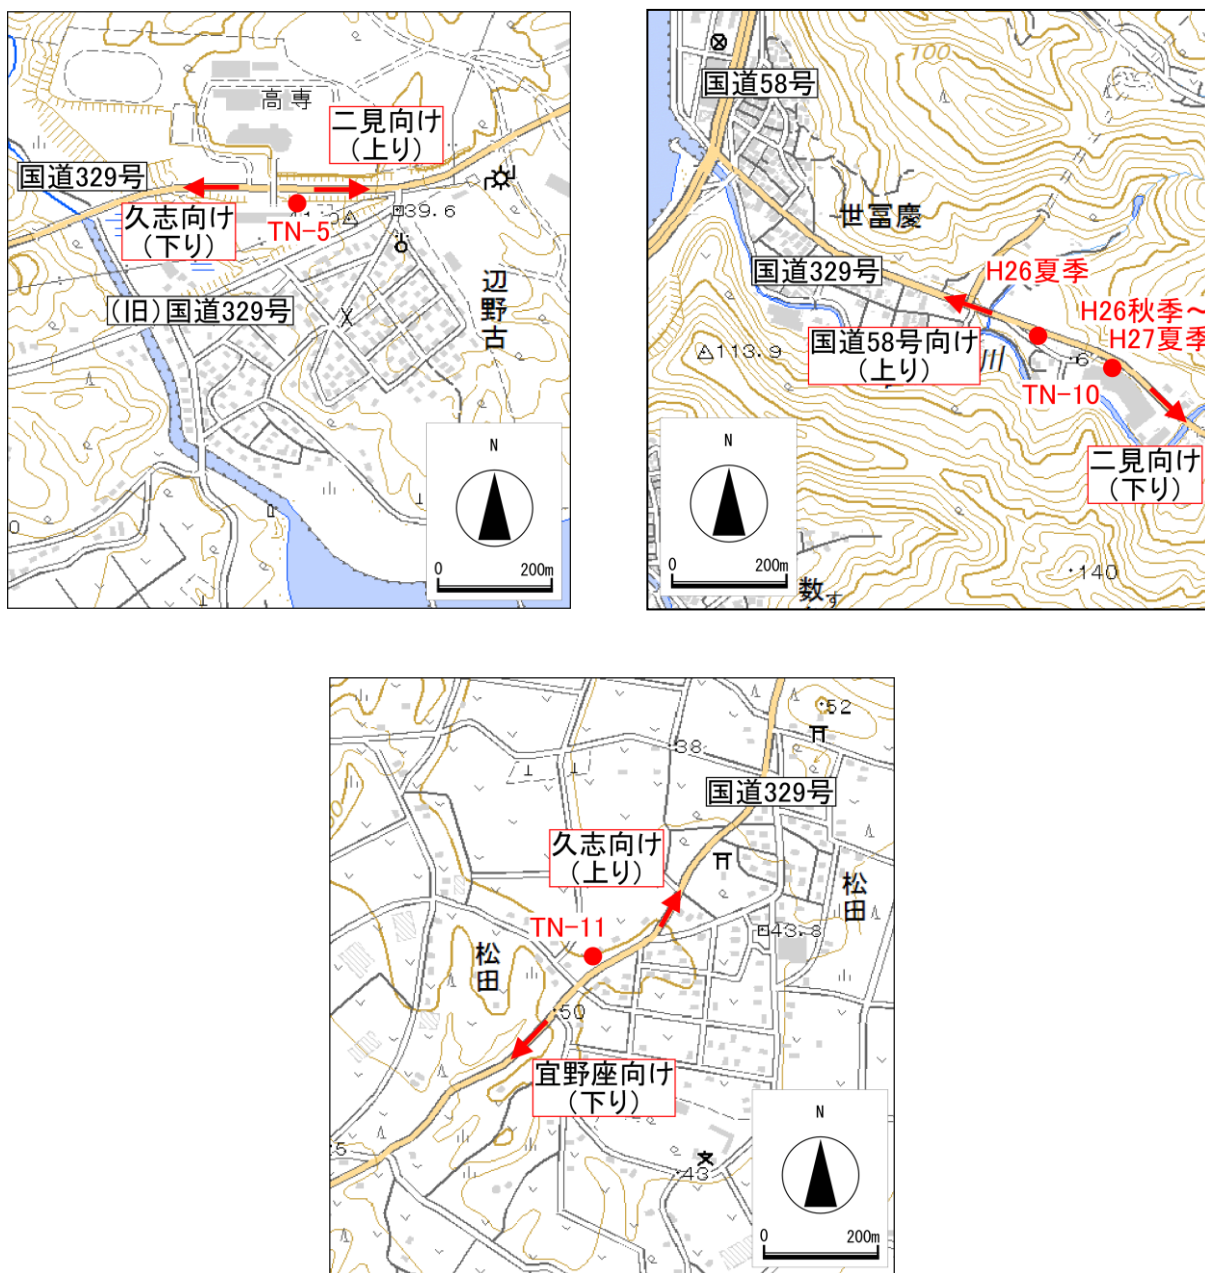 高専
二見向け
(上り)
国道329号
久志向け
(下り)
TN-5
39.6
(旧)国道329号
辺野古
N
0 200m
100
国道58号
世冨慶
国道329号
H26夏季
H26秋季～
H27夏季
国道58号向け
(上り)
113.9
川
6
TN-10
二見向け
(下り)
N
0 200m
140
数す
52
38
国道329号
久志向け
(上り)
松田
TN-11
43.8
松田
50
宜野座向け
(下り)
N
43
0 200m